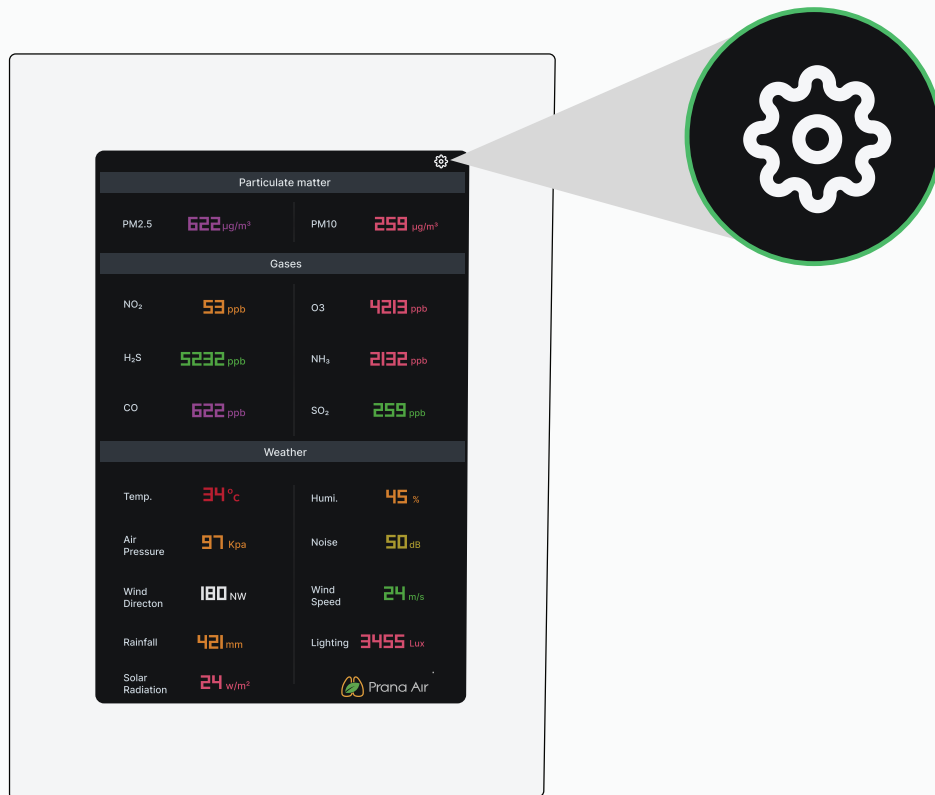 Particulate matter
PM2.5 622 µg/m³ PM10 259 µg/m³
Gases
NO₂ 53 ppb O3 4213 ppb
H₂S 5232 ppb NH₃ 2132 ppb
CO 622 ppb SO₂ 259 ppb
Weather
Temp. 34°c Humi. 45 %
Air
Pressure 97 Kpa Noise 50 dB
Wind
Directon 180 NW Wind
Speed 24 m/s
Rainfall 421 mm Lighting 3455 Lux
Solar
Radiation 24 w/m²
Prana Air